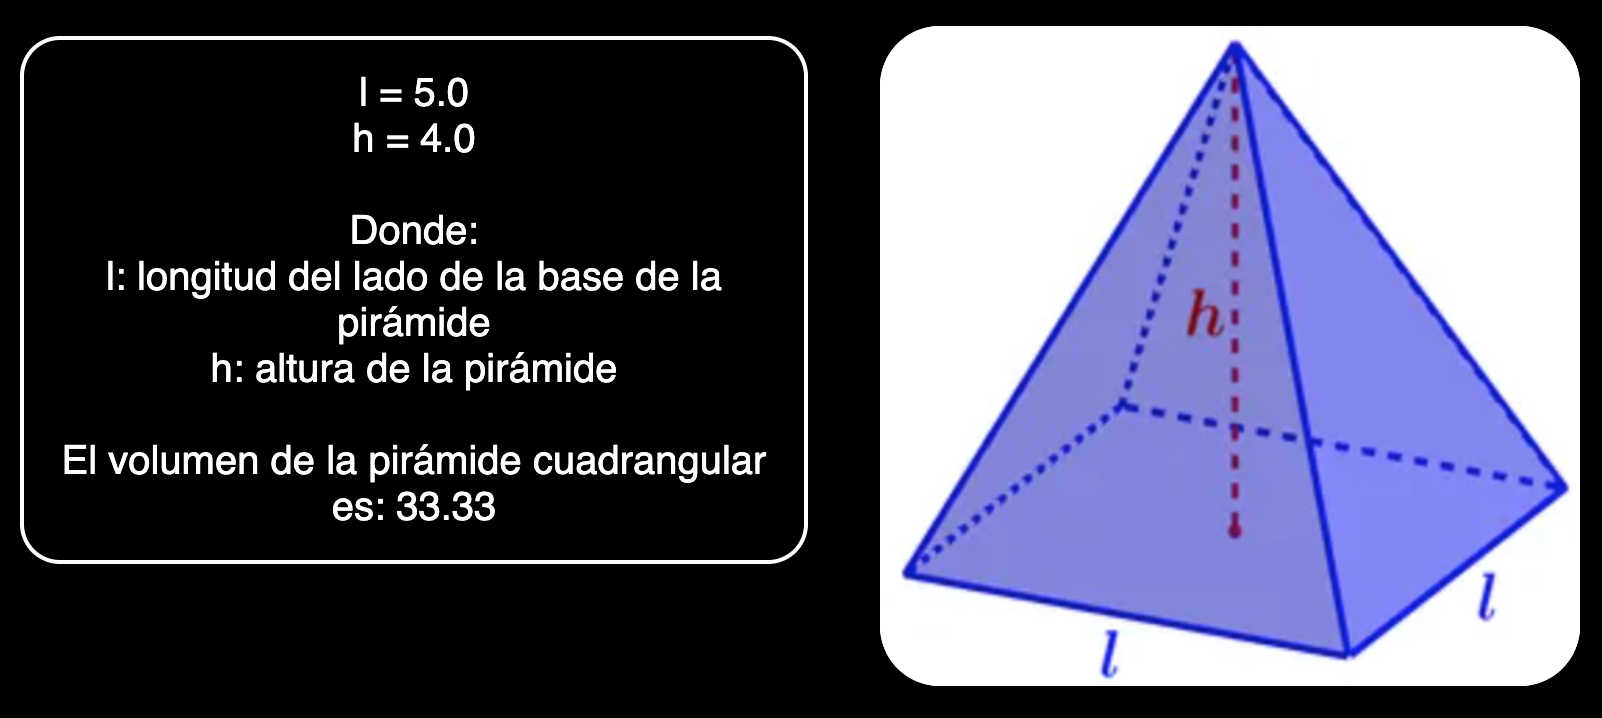 l = 5.0
h = 4.0
Donde:
l: longitud del lado de la base de la
pirámide
h: altura de la pirámide
El volumen de la pirámide cuadrangular
es: 33.33
h
l
l